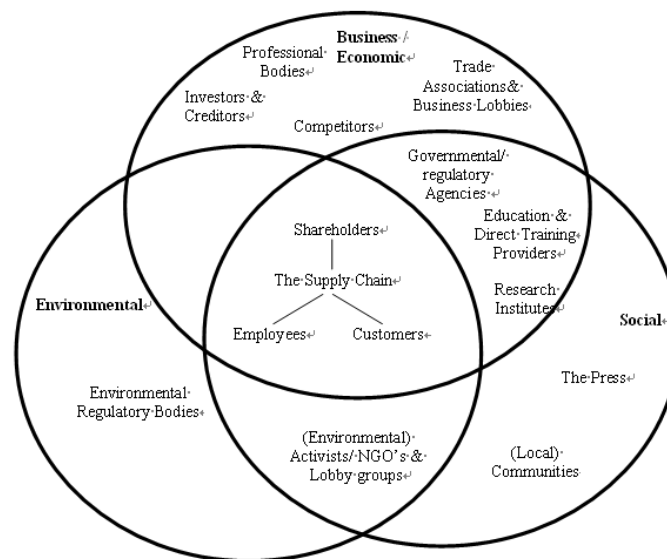 Business /
Economic
Professional
Bodies
Trade
Associations&
Business Lobbies
Investors &
Creditors
Competitors
Governmental/
regulatory
Agencies
Education &
Direct Training
Providers
Shareholders
The Supply Chain
Research
Institutes
Environmental
Social
Employees
Customers
The Press
Environmental
Regulatory Bodies
(Environmental)
Activists/ NGO's &
Lobby groups
(Local)
Communities